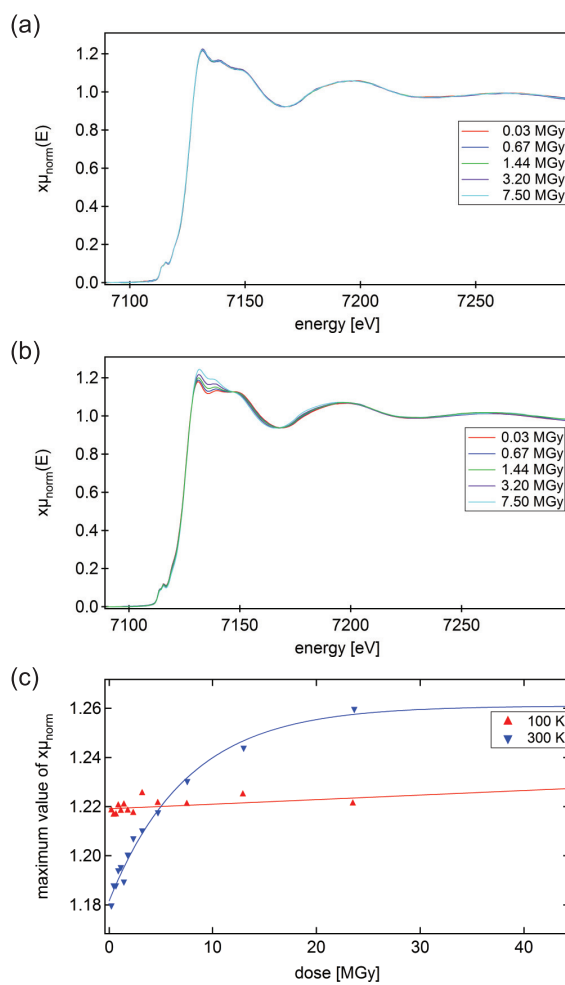 (a)
1.2
1.0
0.8
0.6
0.4
0.2
0.0
xμnorm(E)
0.03 MGy
0.67 MGy
1.44 MGy
3.20 MGy
7.50 MGy
7100
7150
7200
7250
energy [eV]
(b)
1.2
1.0
0.8
0.6
0.4
0.2
0.0
xμnorm(E)
0.03 MGy
0.67 MGy
1.44 MGy
3.20 MGy
7.50 MGy
7100
7150
7200
7250
energy [eV]
(c)
1.26
1.24
1.22
1.20
1.18
maximum value of xμnorm
100 K
300 K
0
10
20
30
40
dose [MGy]